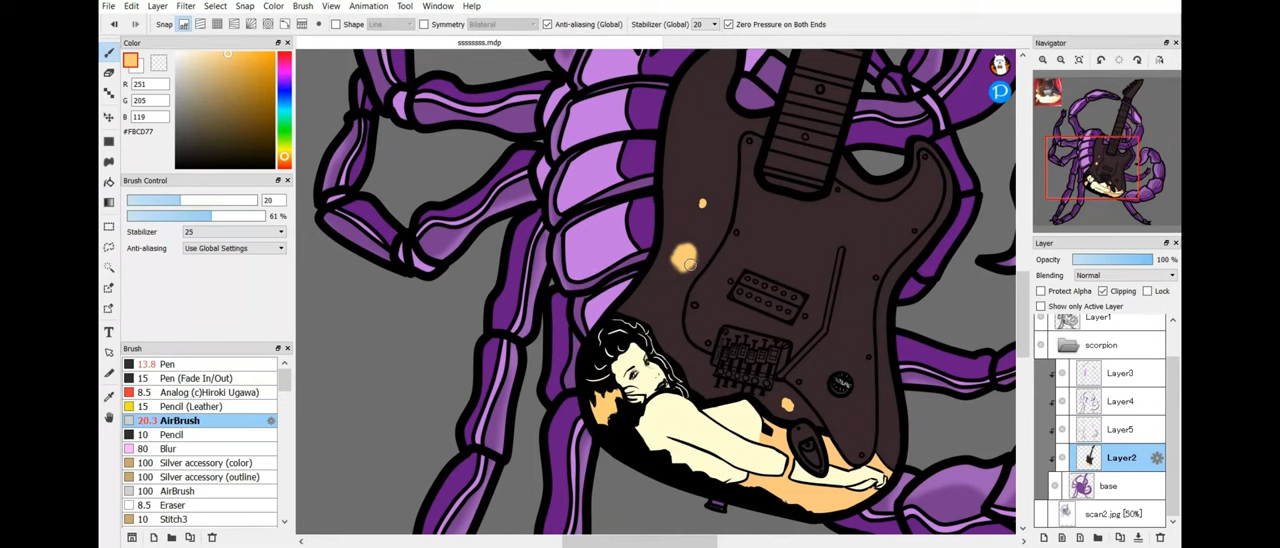 File Edit Layer Filter Select Snap Color Brush View Animation Tool Window Help
Snap Shape Line Symmetry Bilateral Anti-aliasing (Global) Stabilizer (Global) 20 Zero Pressure on Both Ends
Color
R 251
G 205
B 119
#FBCD77
Brush Control
20
61 %
Stabilizer 25
Anti-aliasing Use Global Settings
Brush
13.8 Pen
15 Pen (Fade In/Out)
8.5 Analog (c)Hiroki Ugawa)
15 Pencil (Leather)
20.3 AirBrush
10 Pencil
80 Blur
100 Silver accessory (color)
100 Silver accessory (outline)
100 AirBrush
8.5 Eraser
10 Stitch3
ssssssss.mdp
Navigator
Layer
Opacity 100 %
Blending Normal
Protect Alpha Clipping Lock
Show only Active Layer
Layer1
scorpion
Layer3
Layer4
Layer5
Layer2
base
scan2.jpg [50%]